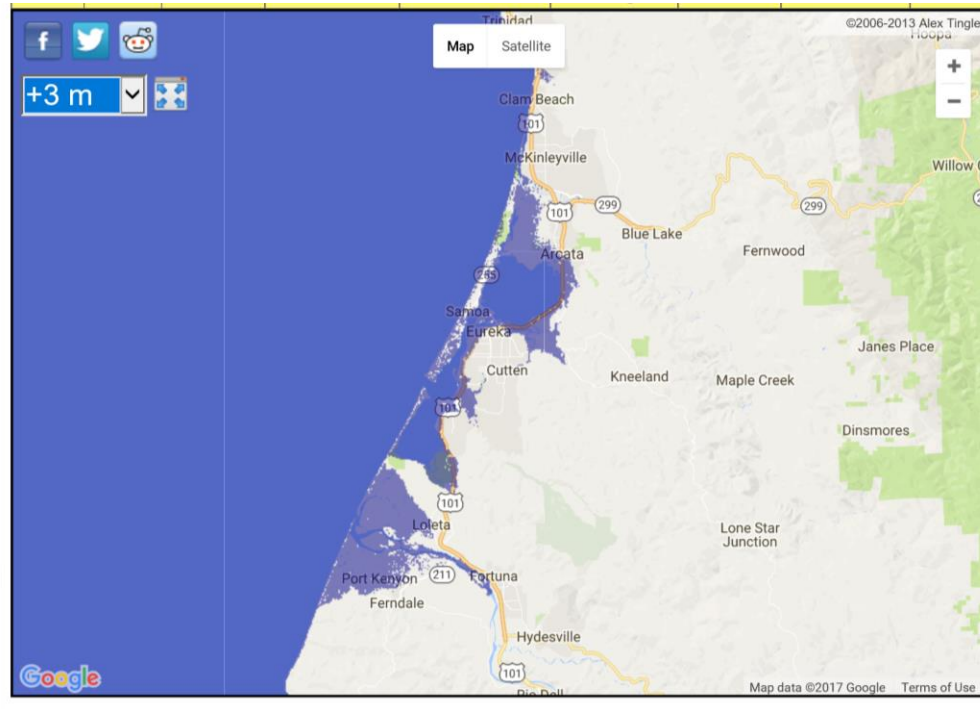 Trinidad
©2006-2013 Alex Tingle
Hoopa
Map Satellite
+
−
+3 m
Clam Beach
101
McKinleyville
Willow
299
299
101
Blue Lake
Fernwood
Arcata
255
Samoa
Eureka
Janes Place
Cutten
Kneeland
Maple Creek
101
Dinsmores
101
Loleta
Lone Star
Junction
Port Kenyon
211
Fortuna
Ferndale
Hydesville
101
Rio Dell
Google
Map data ©2017 Google Terms of Use